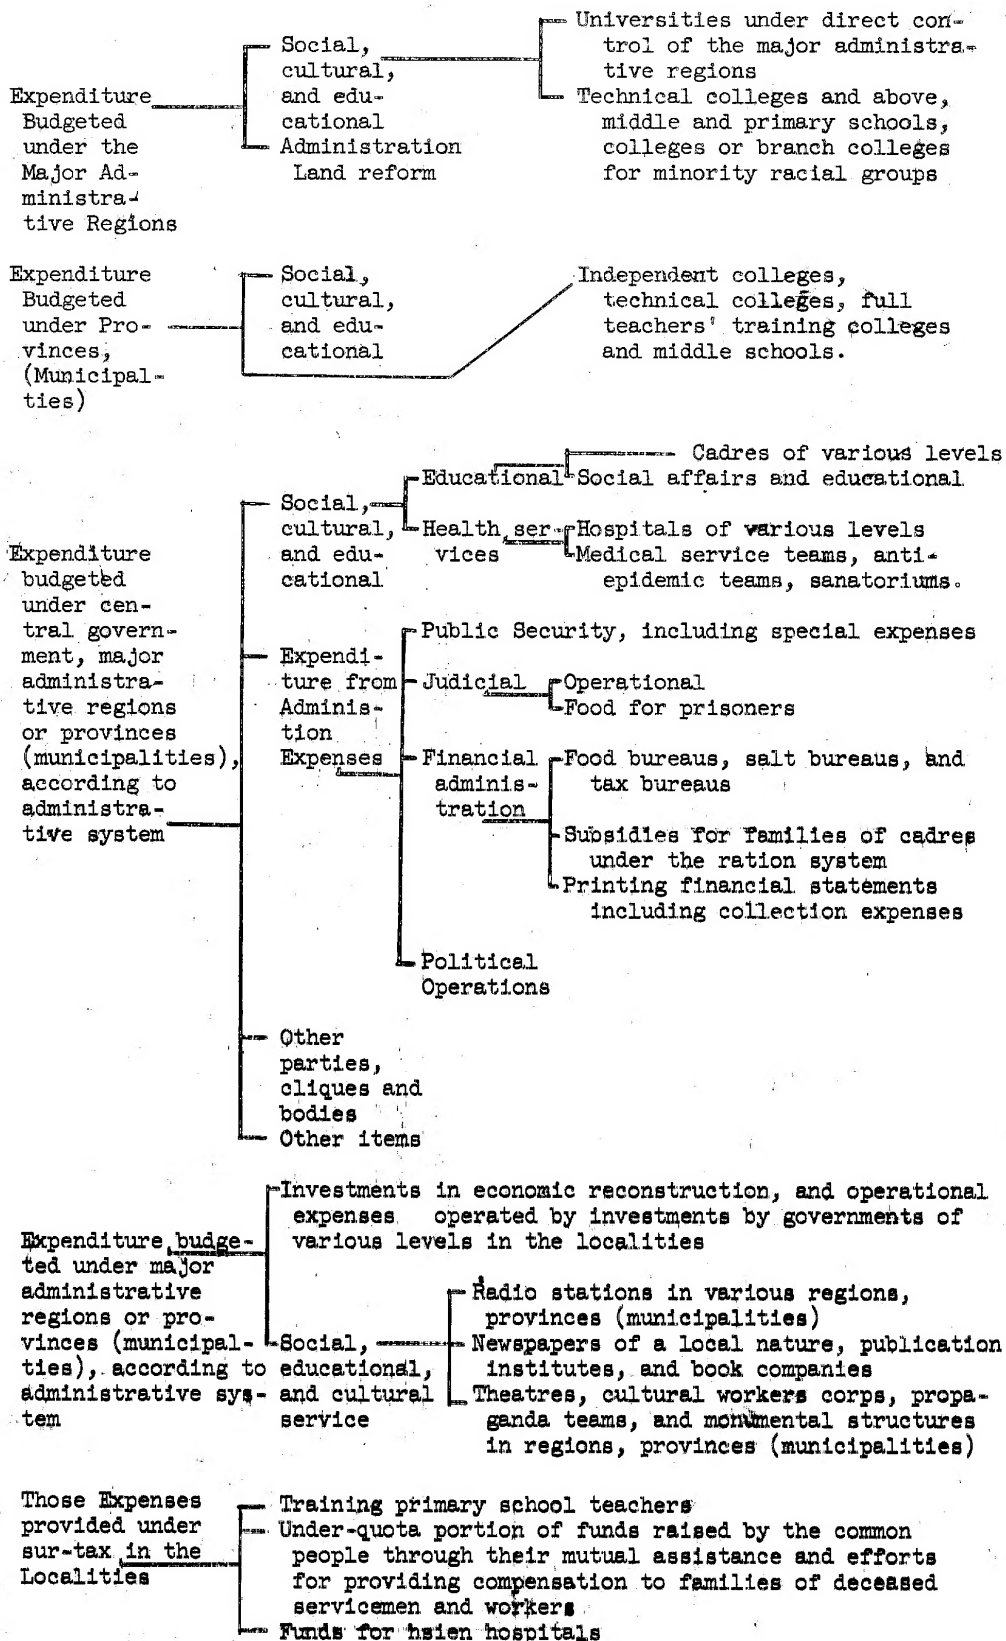 Expenditure
Budgeted
under the
Major Ad-
ministra-
tive Regions
Social,
cultural,
and edu-
cational
Administration
Land reform
Universities under direct con-
trol of the major administra-
tive regions
Technical colleges and above,
middle and primary schools,
colleges or branch colleges
for minority racial groups
Expenditure
Budgeted
under Pro-
vinces,
(Municipal-
ties)
Social,
cultural,
and edu-
cational
Independent colleges,
technical colleges, full
teachers' training colleges
and middle schools.
Expenditure
budgeted
under cen-
tral govern-
ment, major
administra-
tive regions
or provinces
(municipalities),
according to
administra-
tive system
Social,
cultural,
and edu-
cational
Educational
Cadres of various levels
Social affairs and educational
Health ser-
vices
Hospitals of various levels
Medical service teams, anti-
epidemic teams, sanatoriums.
Expendi-
ture from
Adminis-
tion
Expenses
Public Security, including special expenses
Judicial
Operational
Food for prisoners
Financial
adminis-
tration
Food bureaus, salt bureaus, and
tax bureaus
Subsidies for families of cadres
under the ration system
Printing financial statements
including collection expenses
Political
Operations
Other
parties,
cliques and
bodies
Other items
Expenditure budge-
ted under major
administrative
regions or pro-
vinces (municipal-
ties), according to
administrative sys-
tem
Investments in economic reconstruction, and operational
expenses operated by investments by governments of
various levels in the localities
Social,
educational,
and cultural
service
Radio stations in various regions,
provinces (municipalities)
Newspapers of a local nature, publication
institutes, and book companies
Theatres, cultural workers corps, propa-
ganda teams, and monumental structures
in regions, provinces (municipalities)
Those Expenses
provided under
sur-tax in the
Localities
Training primary school teachers
Under-quota portion of funds raised by the common
people through their mutual assistance and efforts
for providing compensation to families of deceased
servicemen and workers
Funds for hsien hospitals